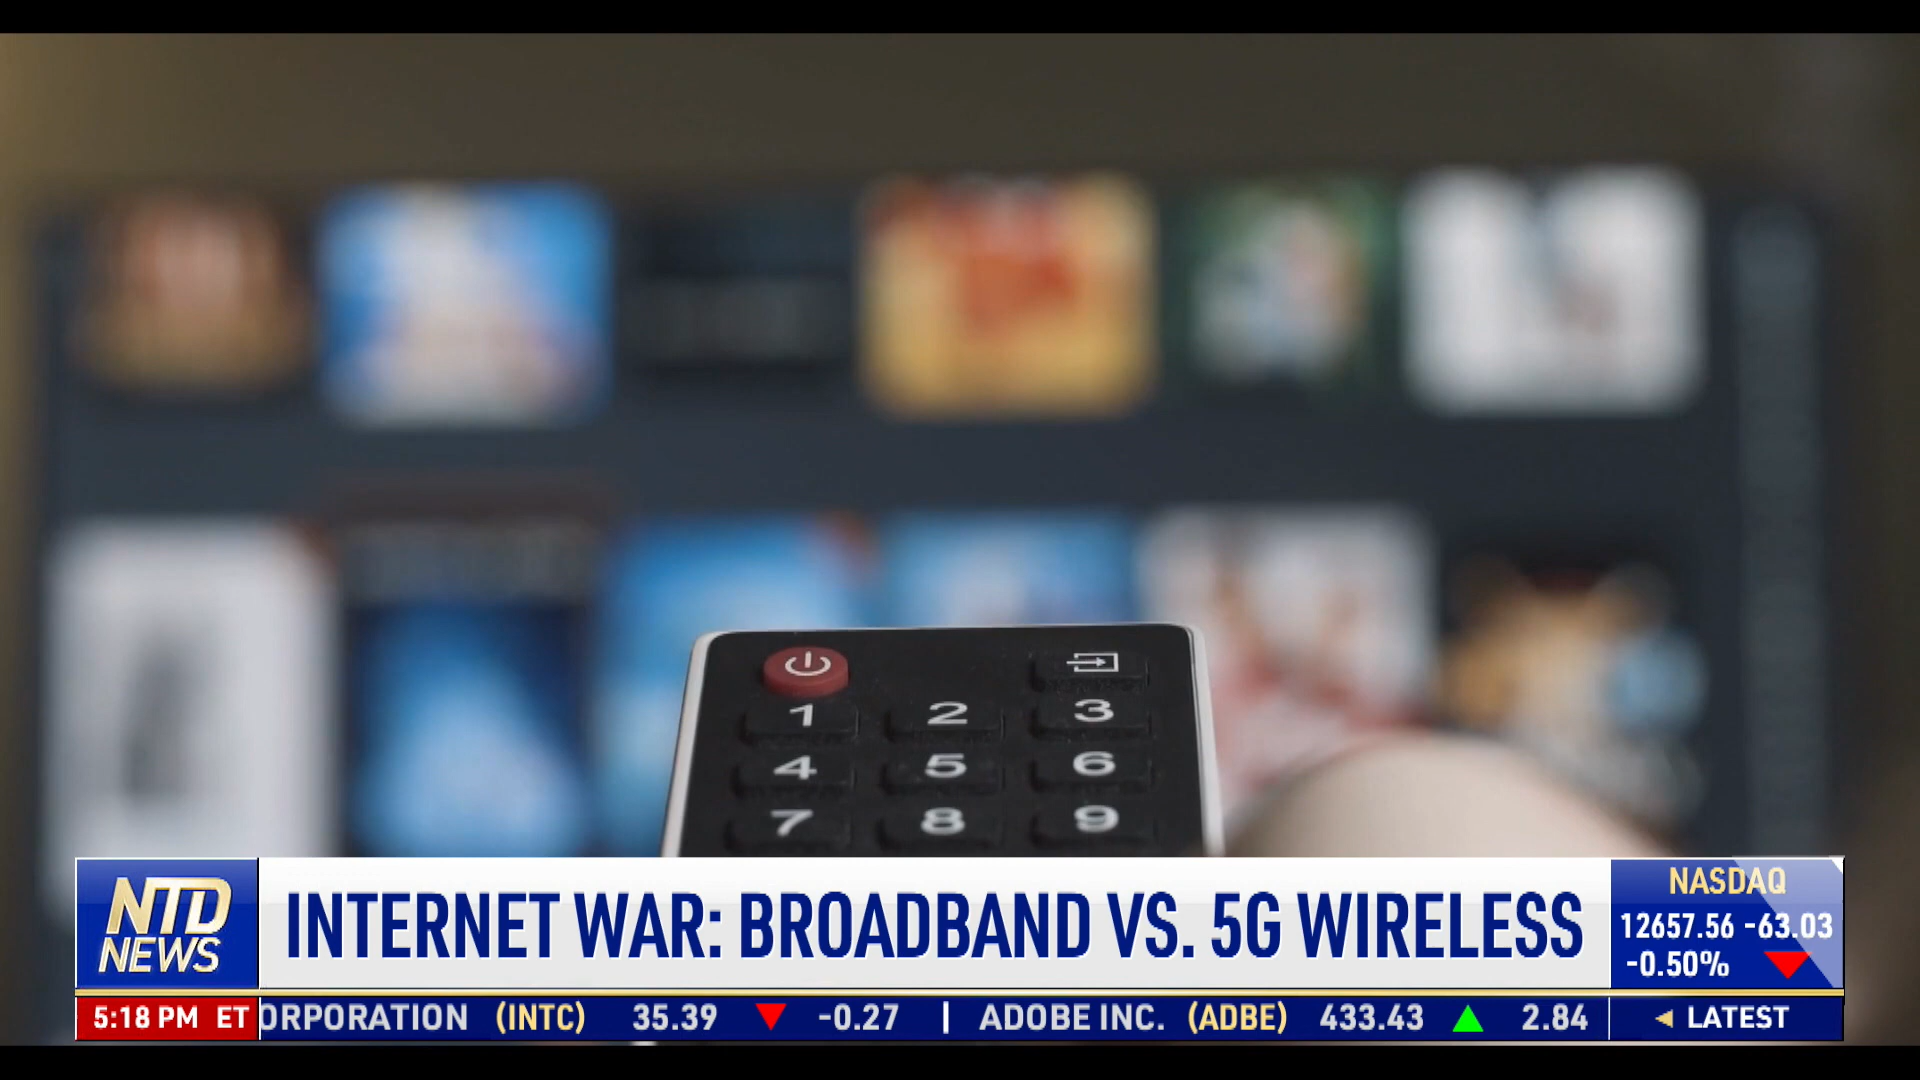 1 2 3
4 5 6
7 8 9
NTD
NEWS
INTERNET WAR: BROADBAND VS. 5G WIRELESS
NASDAQ
12657.56 -63.03
-0.50%
5:18 PM ET
ORPORATION (INTC) 35.39 -0.27 | ADOBE INC. (ADBE) 433.43 2.84
LATEST